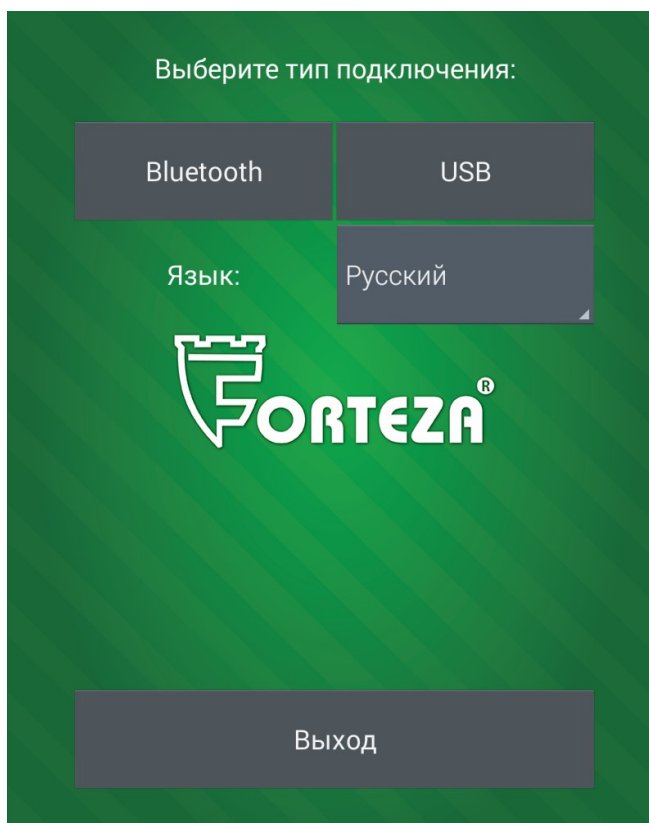 Выберите тип подключения:
Bluetooth
USB
Язык:
Русский
FORTEZA®
Выход